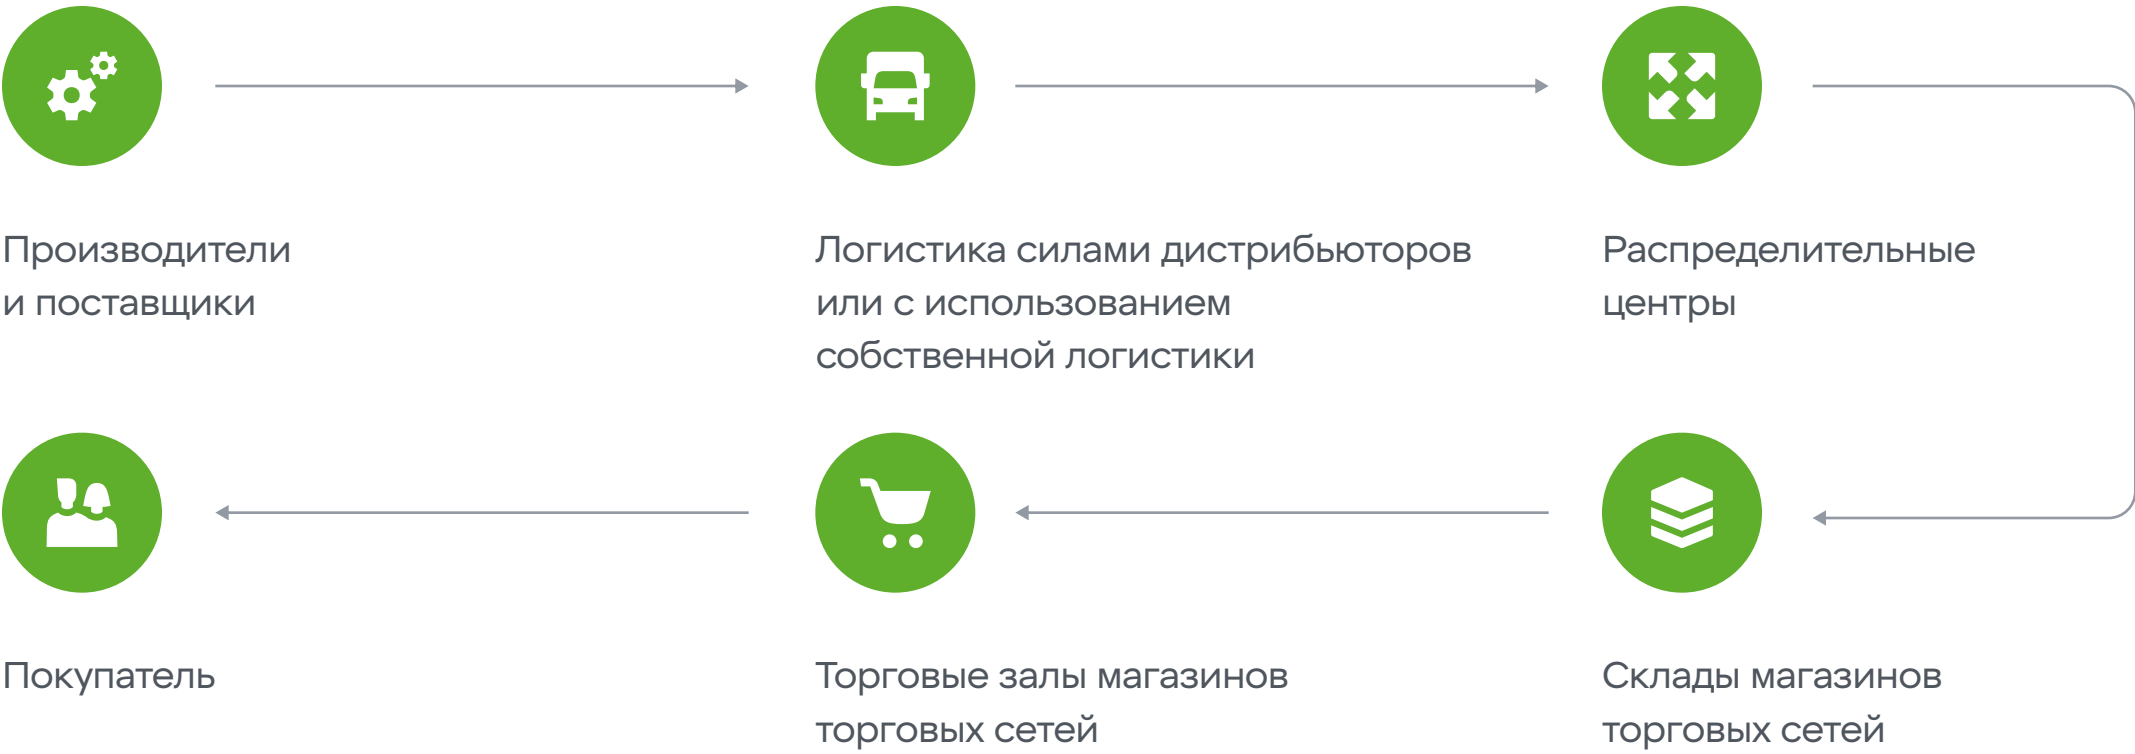 Производители
и поставщики
Логистика силами дистрибьюторов
или с использованием
собственной логистики
Распределительные
центры
Покупатель
Торговые залы магазинов
торговых сетей
Склады магазинов
торговых сетей